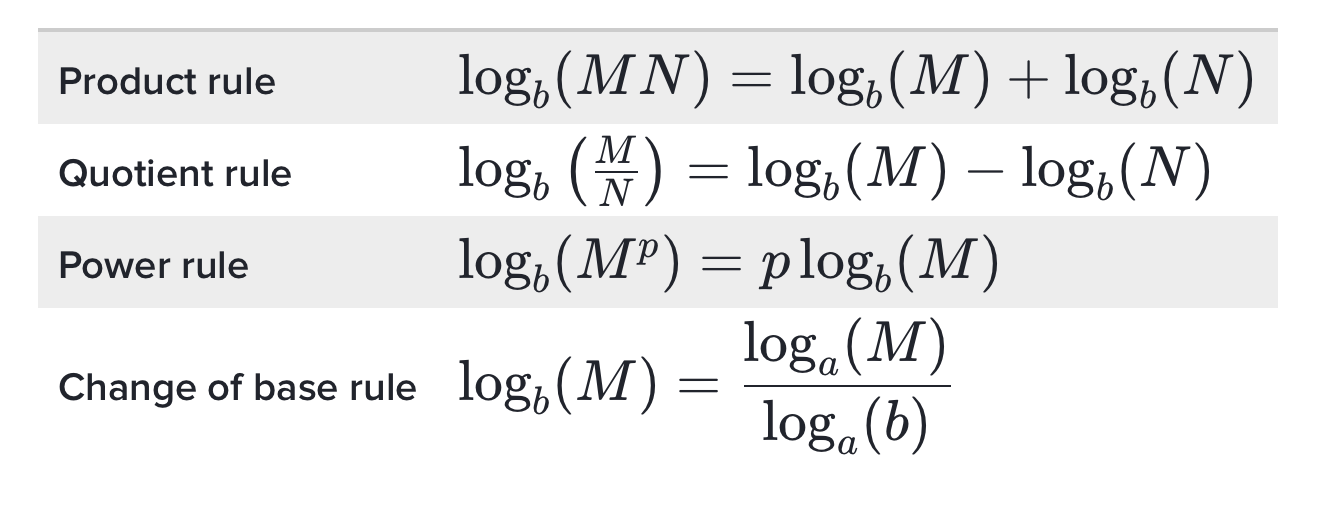 Product rule log_b(MN) = log_b(M) + log_b(N)
Quotient rule log_b(M/N) = log_b(M) − log_b(N)
Power rule log_b(M^p) = p log_b(M)
Change of base rule log_b(M) = log_a(M)/log_a(b)